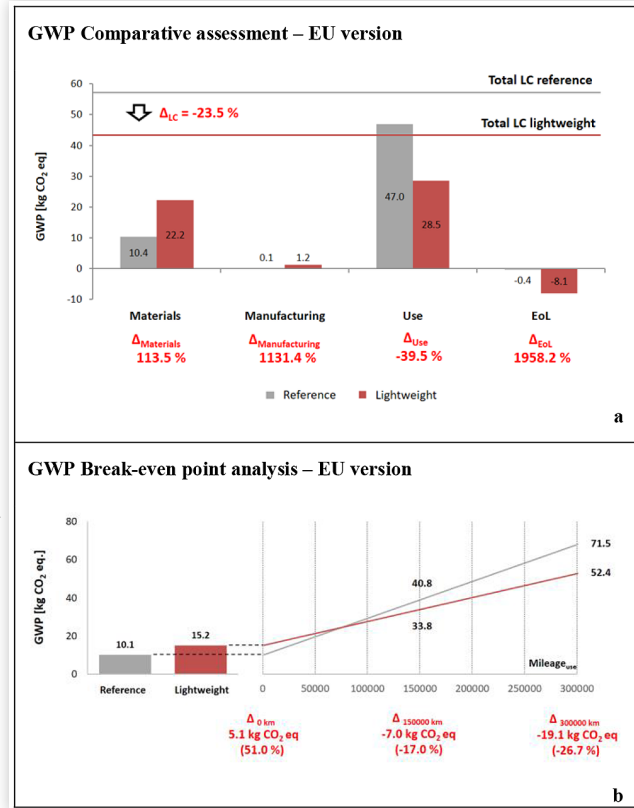 GWP Comparative assessment – EU version
60
50
40
30
20
10
0
-10
GWP [kg CO2 eq]
Total LC reference
ΔLC = -23.5 %
Total LC lightweight
10.4
22.2
0.1
1.2
47.0
28.5
-0.4
-8.1
Materials Manufacturing Use EoL
ΔMaterials ΔManufacturing ΔUse ΔEoL
113.5 % 1131.4 % -39.5 % 1958.2 %
Reference Lightweight
a
GWP Break-even point analysis – EU version
80
60
40
20
0
GWP [kg CO2 eq.]
10.1
15.2
40.8
33.8
71.5
52.4
Mileageuse
Reference Lightweight 0 50000 100000 150000 200000 250000 300000
Δ 0 km Δ 150000 km Δ 300000 km
5.1 kg CO2 eq -7.0 kg CO2 eq -19.1 kg CO2 eq
(51.0 %) (-17.0 %) (-26.7 %)
b